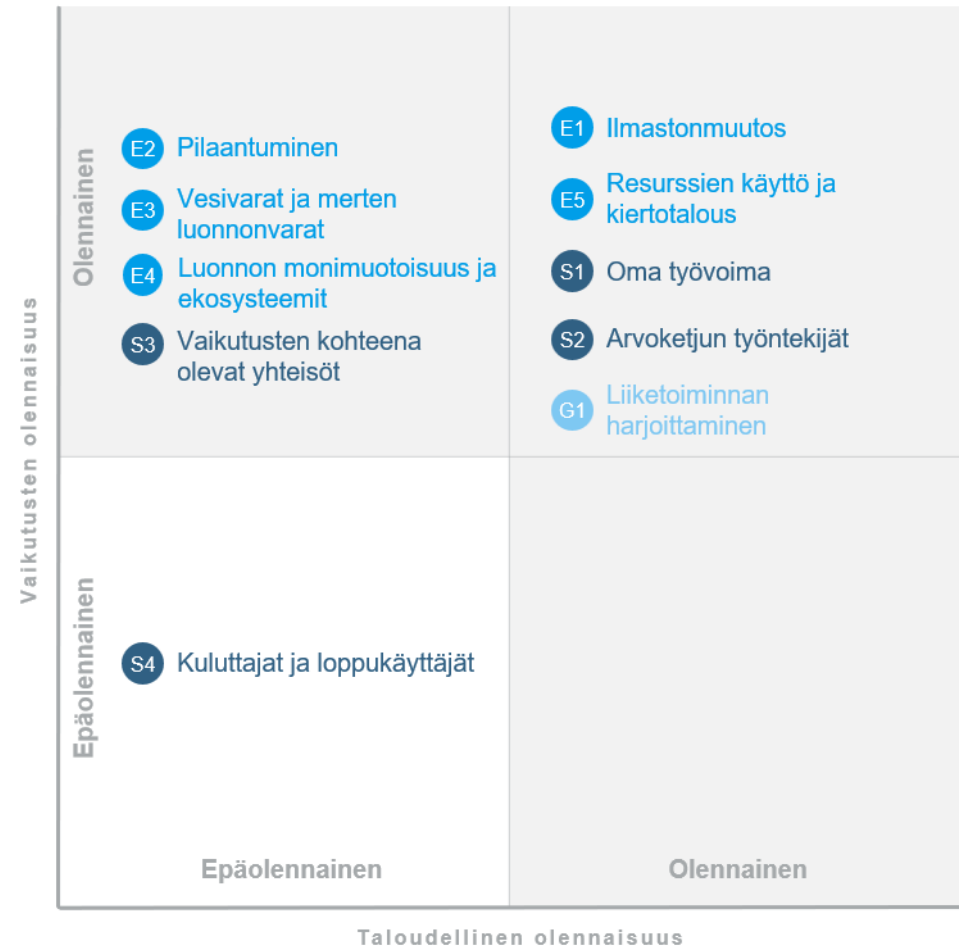 Vaikutusten olennaisuus
Olennainen
E2 Pilaantuminen
E3 Vesivarat ja merten
luonnonvarat
E4 Luonnon monimuotoisuus ja
ekosysteemit
S3 Vaikutusten kohteena
olevat yhteisöt
E1 Ilmastonmuutos
E5 Resurssien käyttö ja
kiertotalous
S1 Oma työvoima
S2 Arvoketjun työntekijät
G1 Liiketoiminnan
harjoittaminen
Epäolennainen
S4 Kuluttajat ja loppukäyttäjät
Epäolennainen
Olennainen
Taloudellinen olennaisuus